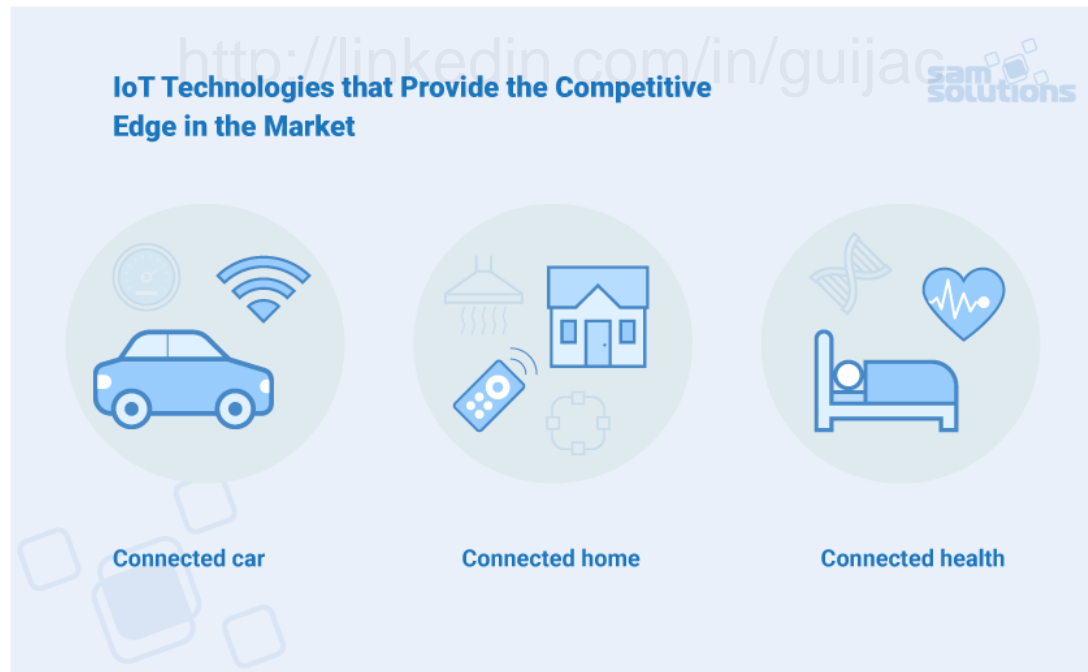 http://linkedin.com/in/guijac
IoT Technologies that Provide the Competitive
Edge in the Market
sam
solutions
Connected car
Connected home
Connected health